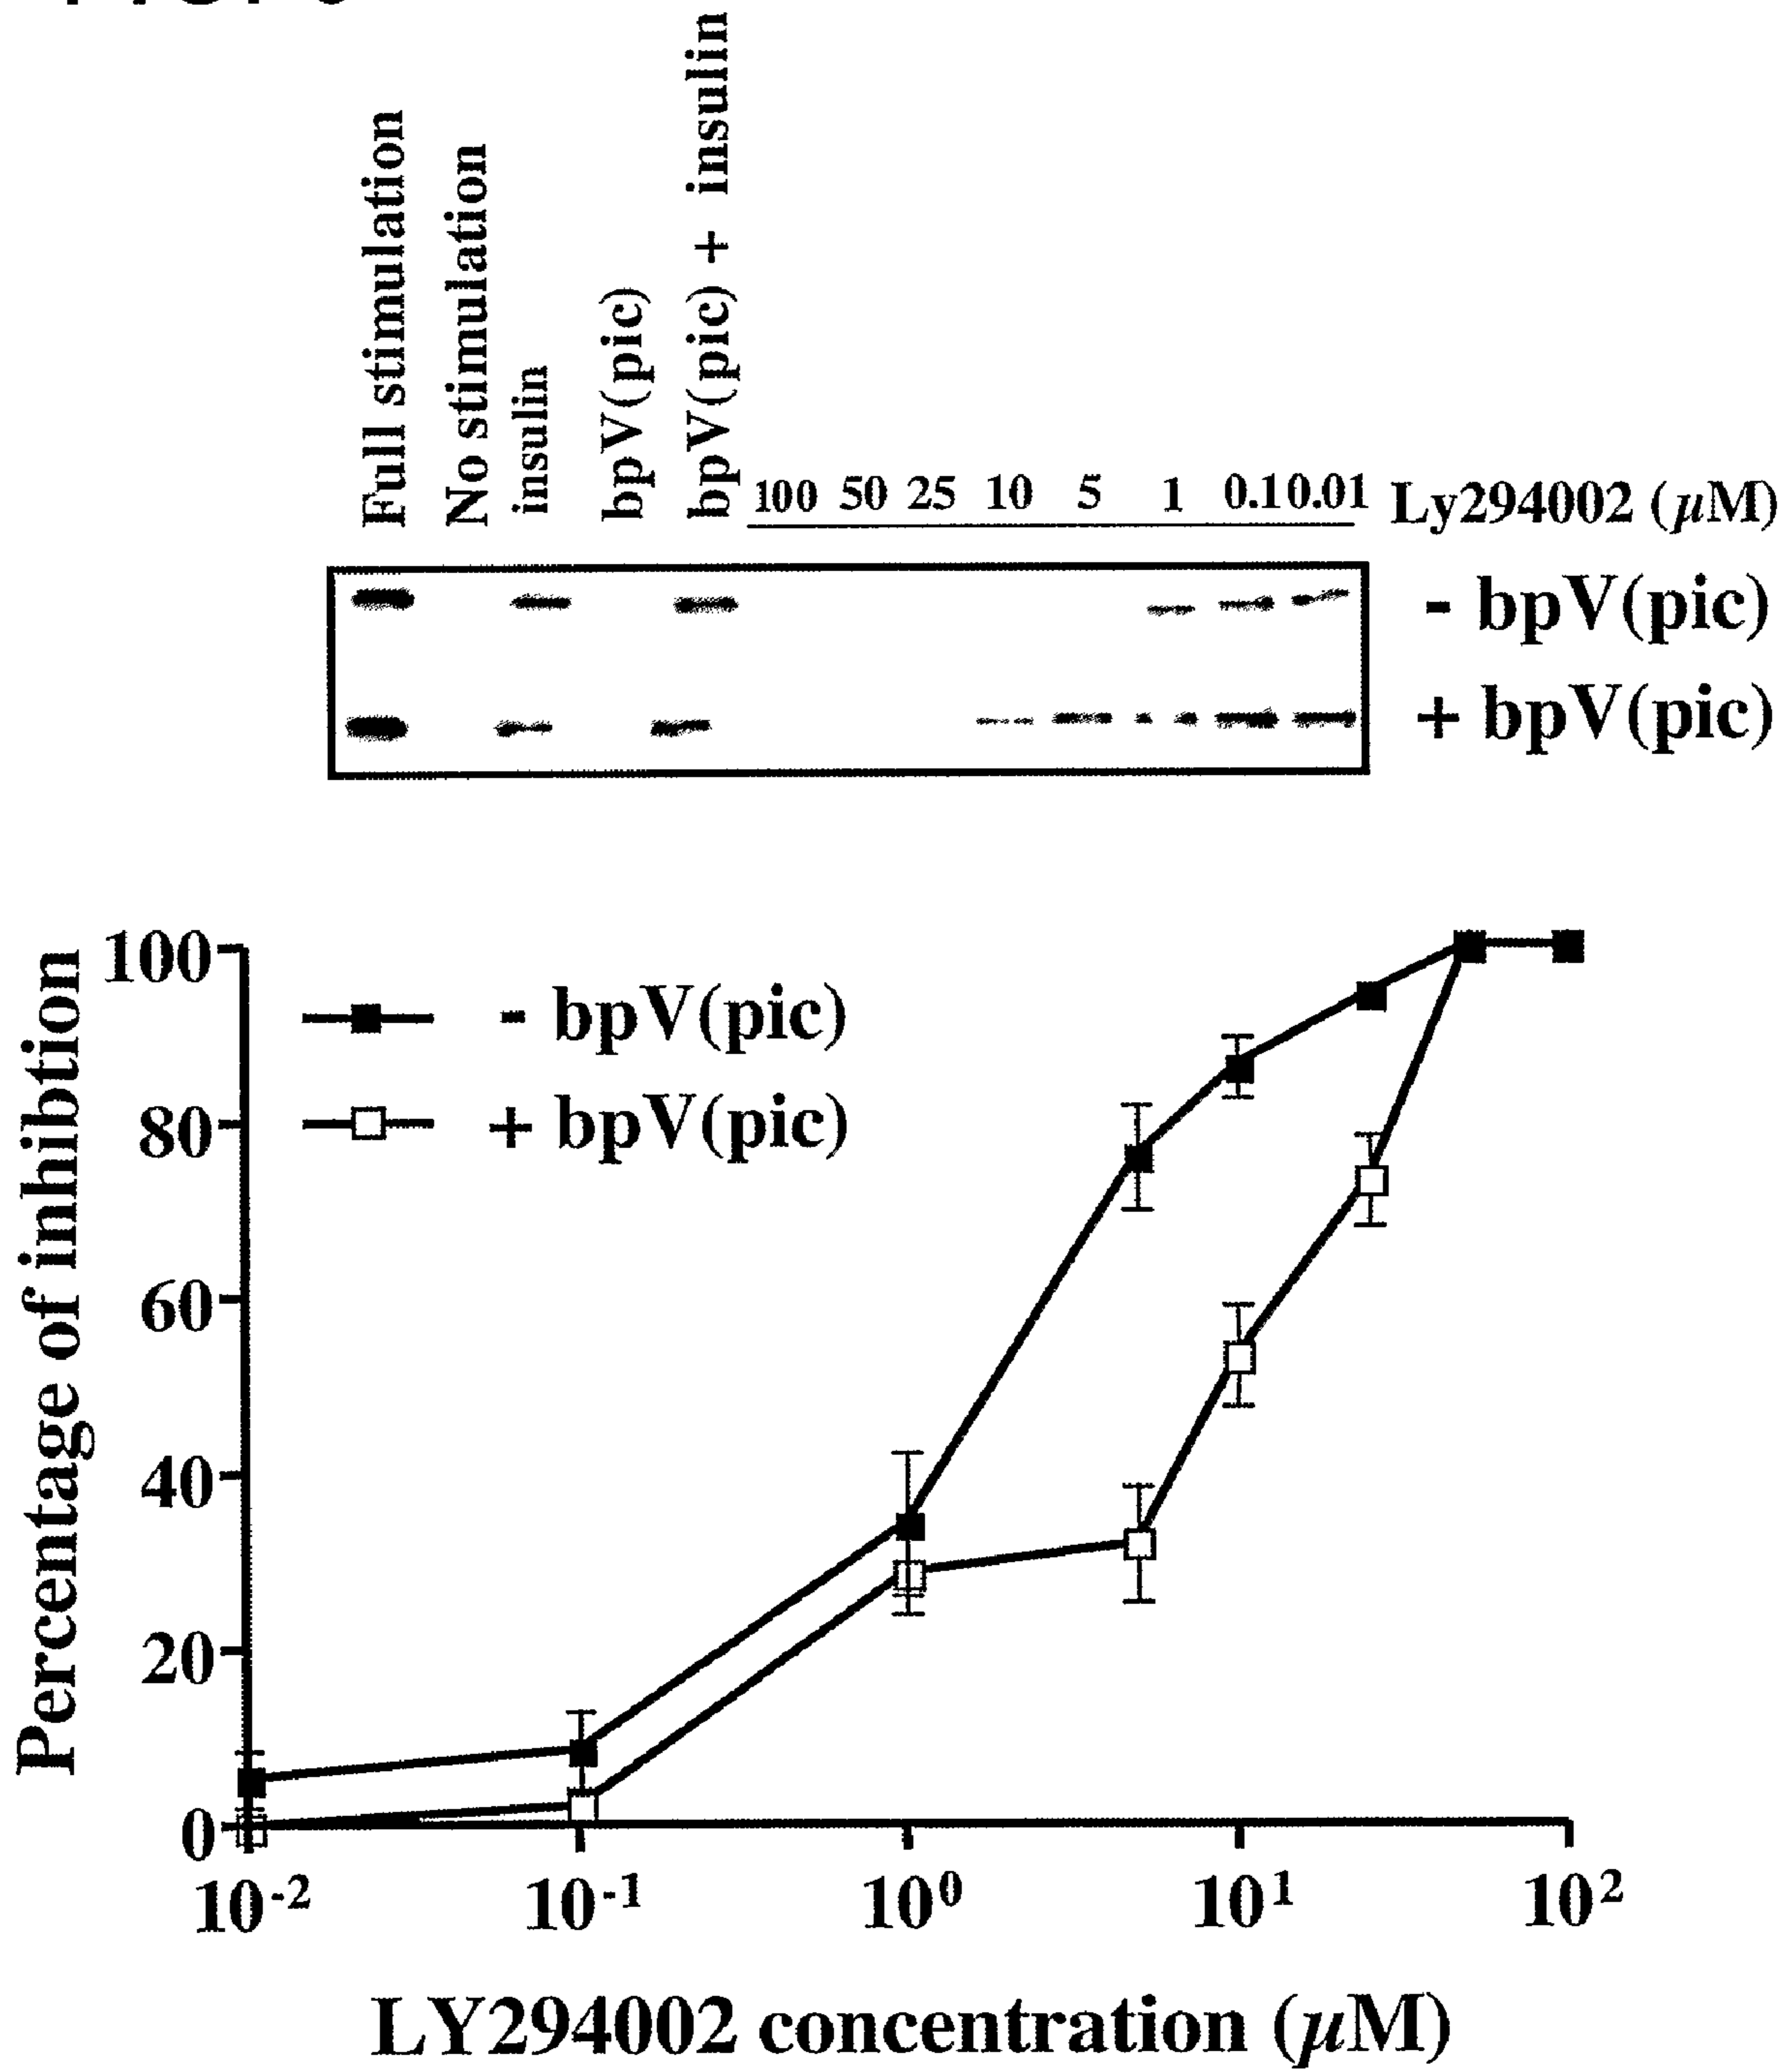 Full stimulation
No stimulation
insulin
bpV(pic)
bpV(pic) + insulin
100 50 25 10 5 1 0.1 0.01 Ly294002 (µM)
- bpV(pic)
+ bpV(pic)
Percentage of inhibtion
100
80
60
40
20
0
- bpV(pic)
+ bpV(pic)
10⁻² 10⁻¹ 10⁰ 10¹ 10²
LY294002 concentration (µM)